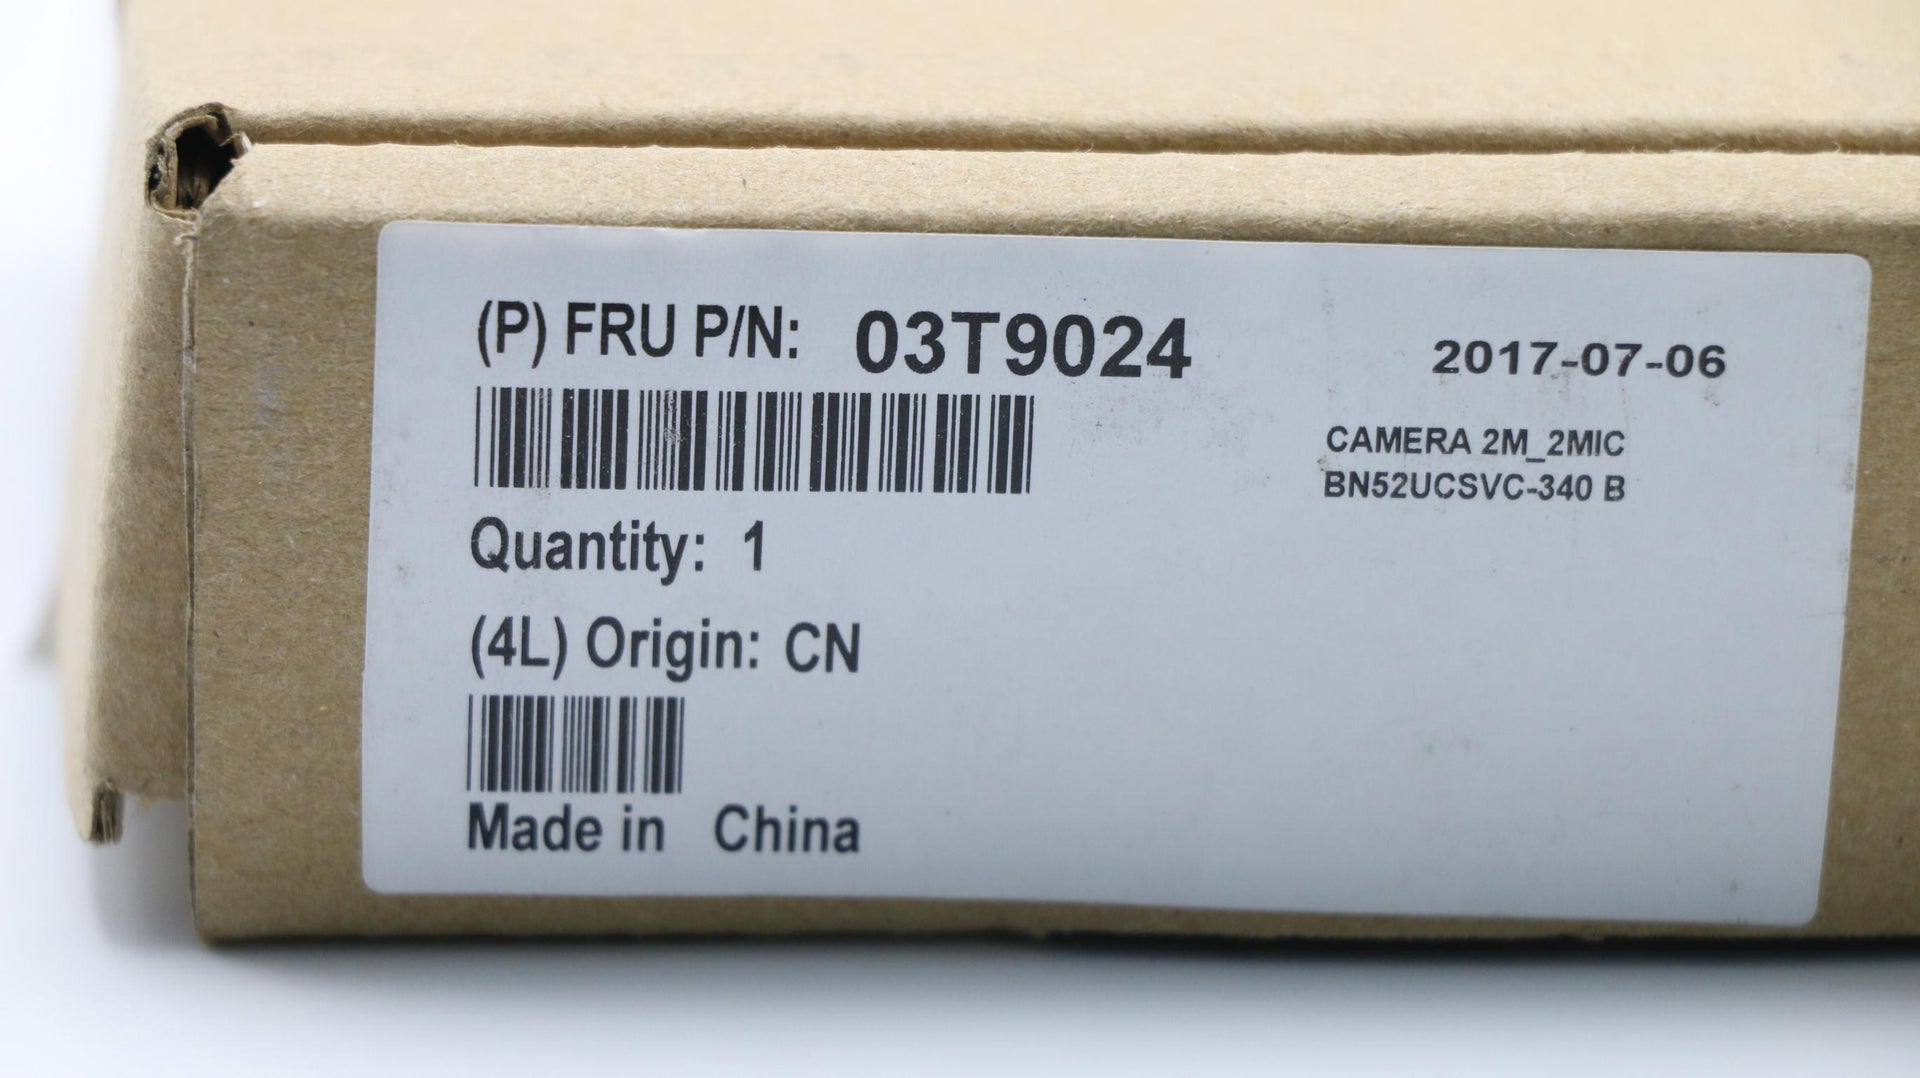 (P) FRU P/N: 03T9024
2017-07-06
CAMERA 2M_2MIC
BN52UCSVC-340 B
Quantity: 1
(4L) Origin: CN
Made in China